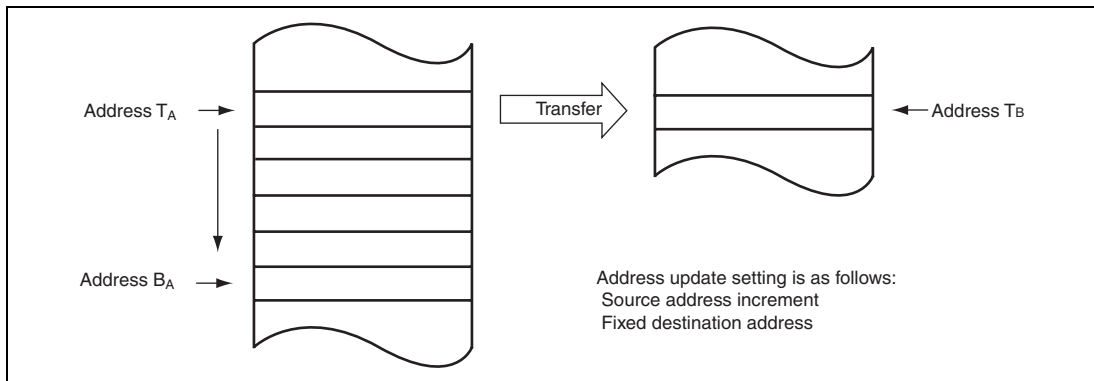 Address TA
Transfer
Address TB
Address BA
Address update setting is as follows:
Source address increment
Fixed destination address